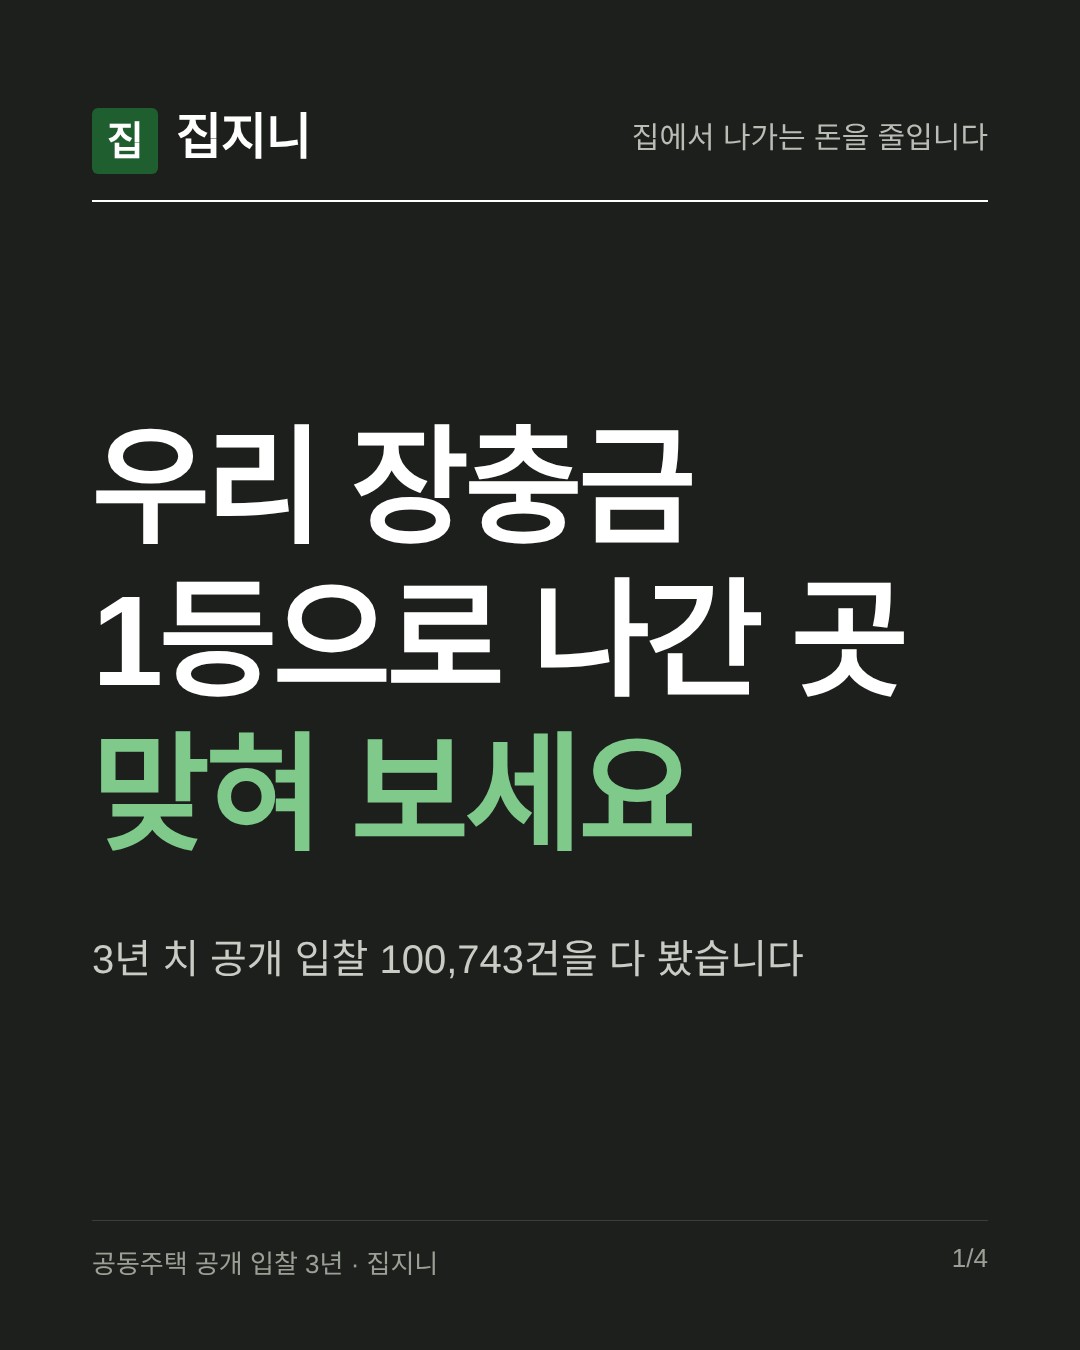 집 집지니
집에서 나가는 돈을 줄입니다
우리 장충금
1등으로 나간 곳
맞혀 보세요
3년 치 공개 입찰 100,743건을 다 봤습니다
공동주택 공개 입찰 3년 · 집지니
1/4